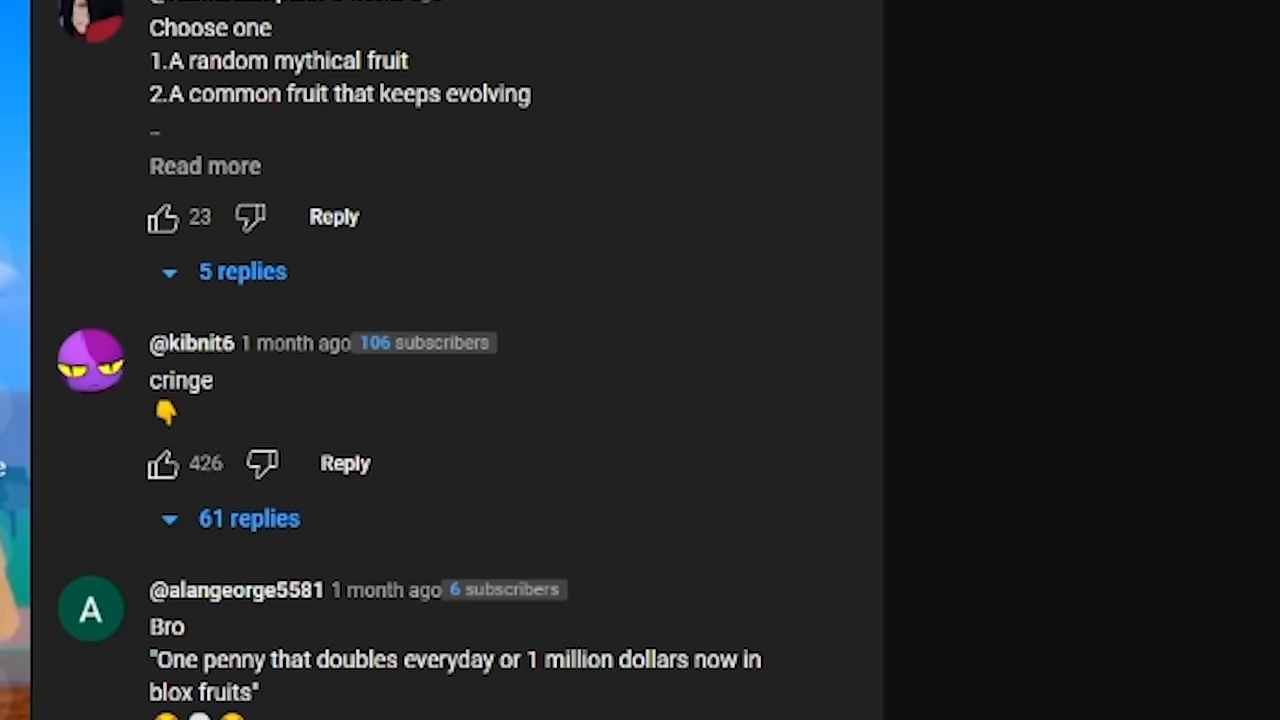 Choose one
1.A random mythical fruit
2.A common fruit that keeps evolving
..
Read more
23 Reply
5 replies
@kibnit6 1 month ago 106 subscribers
cringe
426 Reply
61 replies
A
@alangeorge5581 1 month ago 6 subscribers
Bro
"One penny that doubles everyday or 1 million dollars now in
blox fruits"